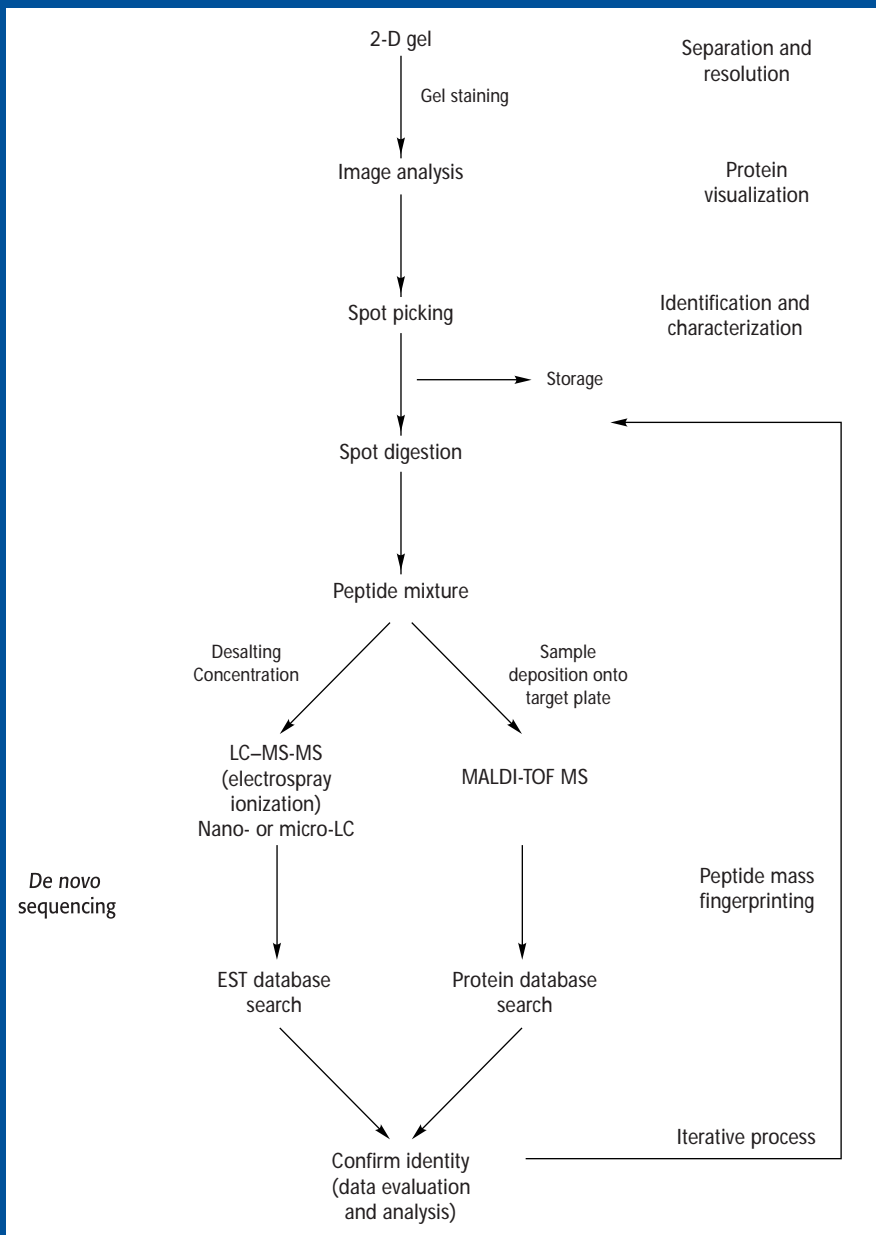 2-D gel
Separation and
resolution
Gel staining
Image analysis
Protein
visualization
Spot picking
Identification and
characterization
Storage
Spot digestion
Peptide mixture
Desalting
Concentration
Sample
deposition onto
target plate
LC–MS-MS
(electrospray
ionization)
Nano- or micro-LC
MALDI-TOF MS
De novo
sequencing
Peptide mass
fingerprinting
EST database
search
Protein database
search
Iterative process
Confirm identity
(data evaluation
and analysis)